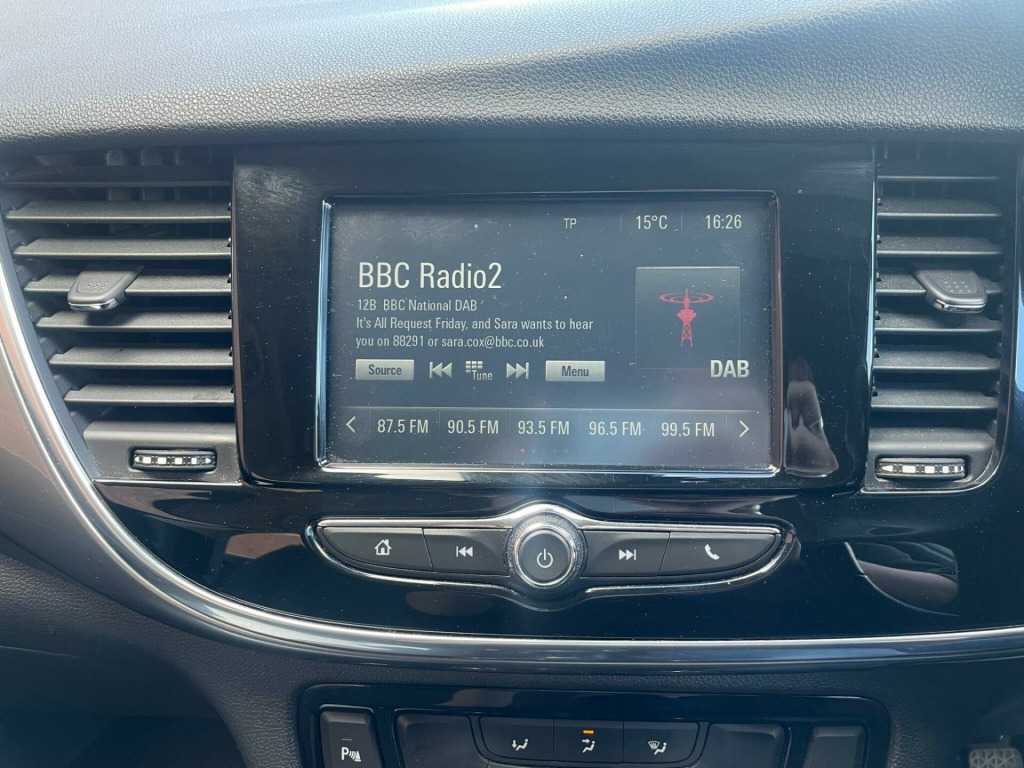 TP 15°C 16:26
BBC Radio2
12B BBC National DAB
It's All Request Friday, and Sara wants to hear
you on 88291 or sara.cox@bbc.co.uk
Source Tune Menu
DAB
87.5 FM 90.5 FM 93.5 FM 96.5 FM 99.5 FM
P